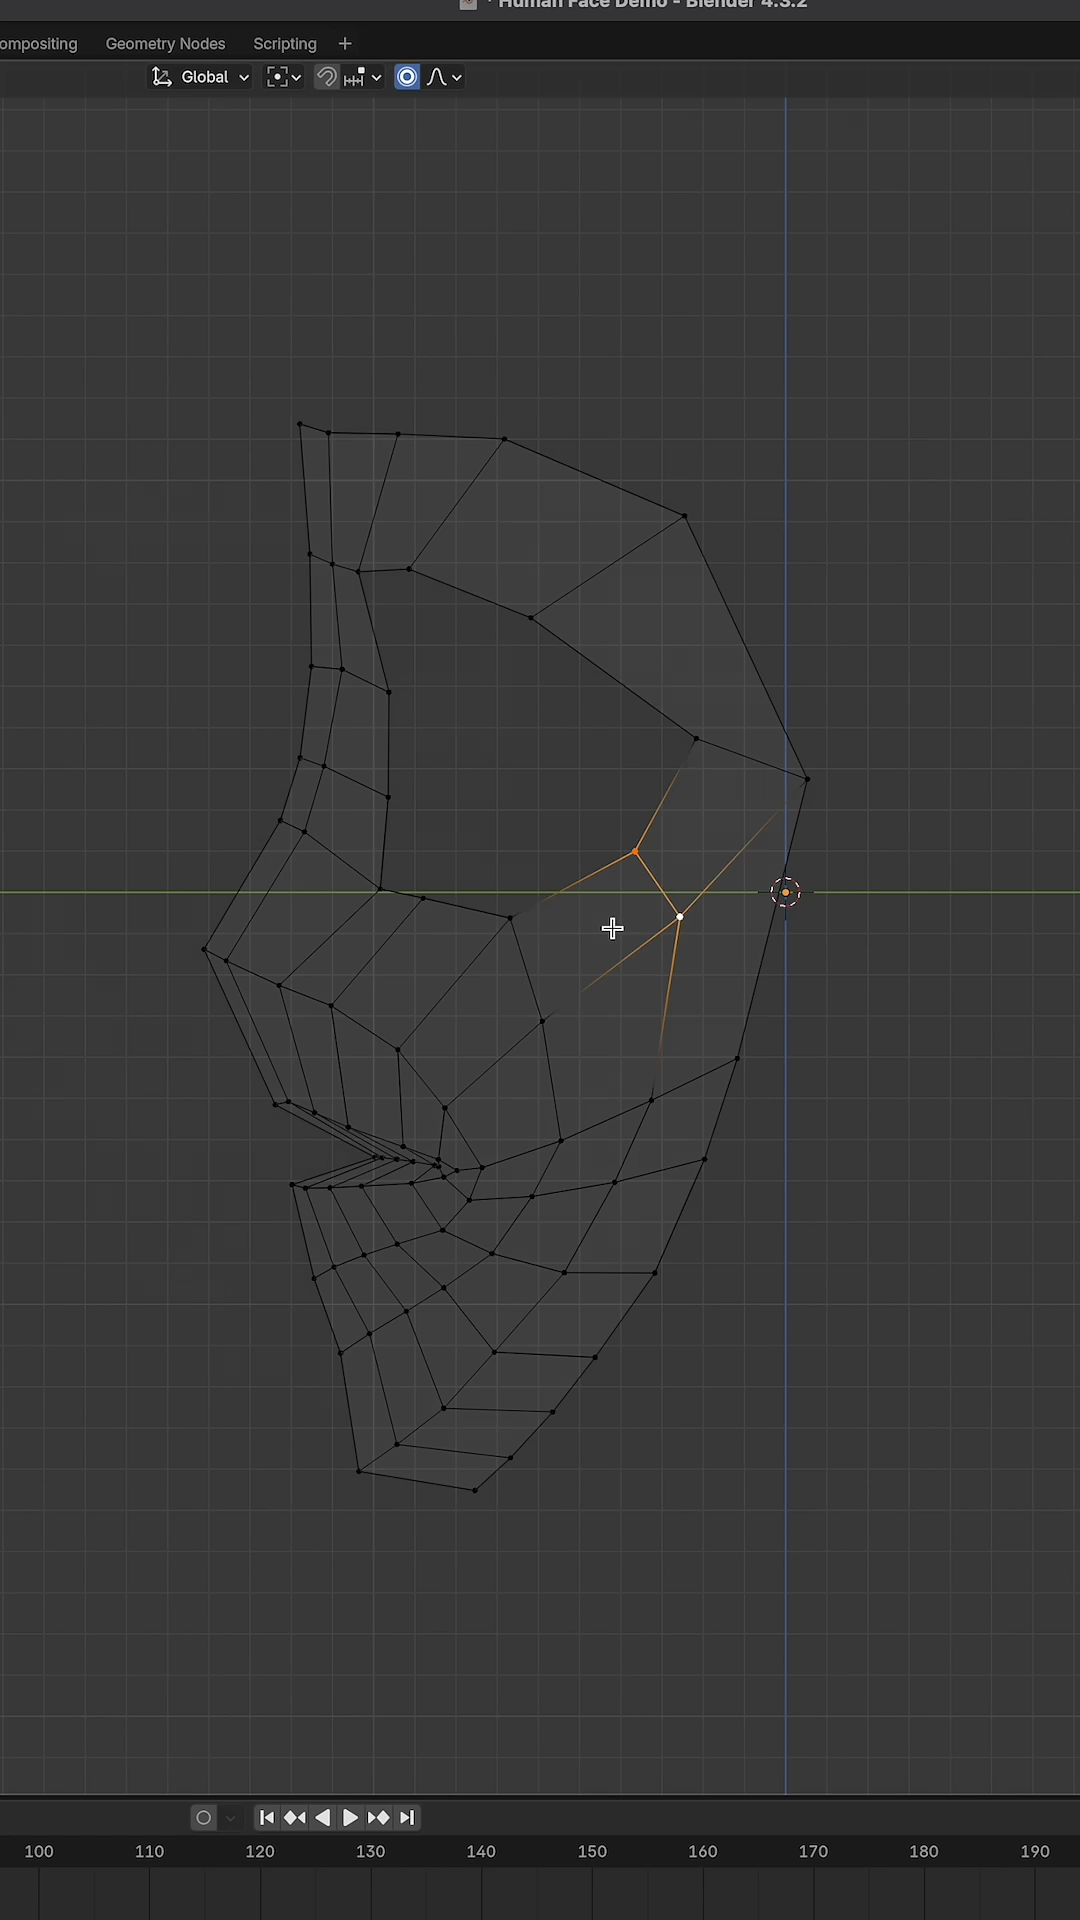 * Human Face Demo - Blender 4.3.2
ompositing Geometry Nodes Scripting +
Global
100 110 120 130 140 150 160 170 180 190